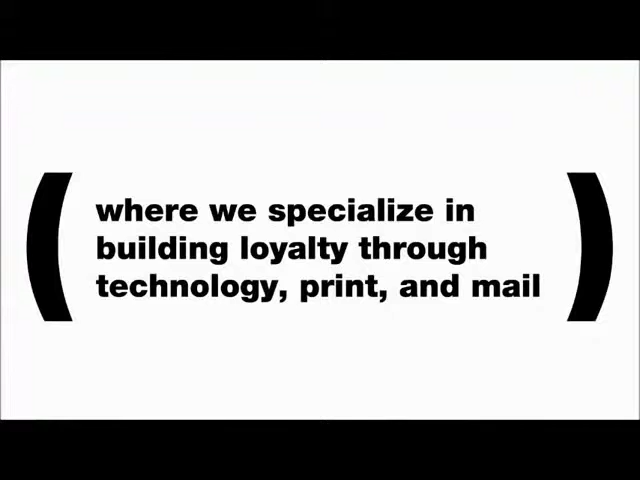 (where we specialize in
building loyalty through
technology, print, and mail)